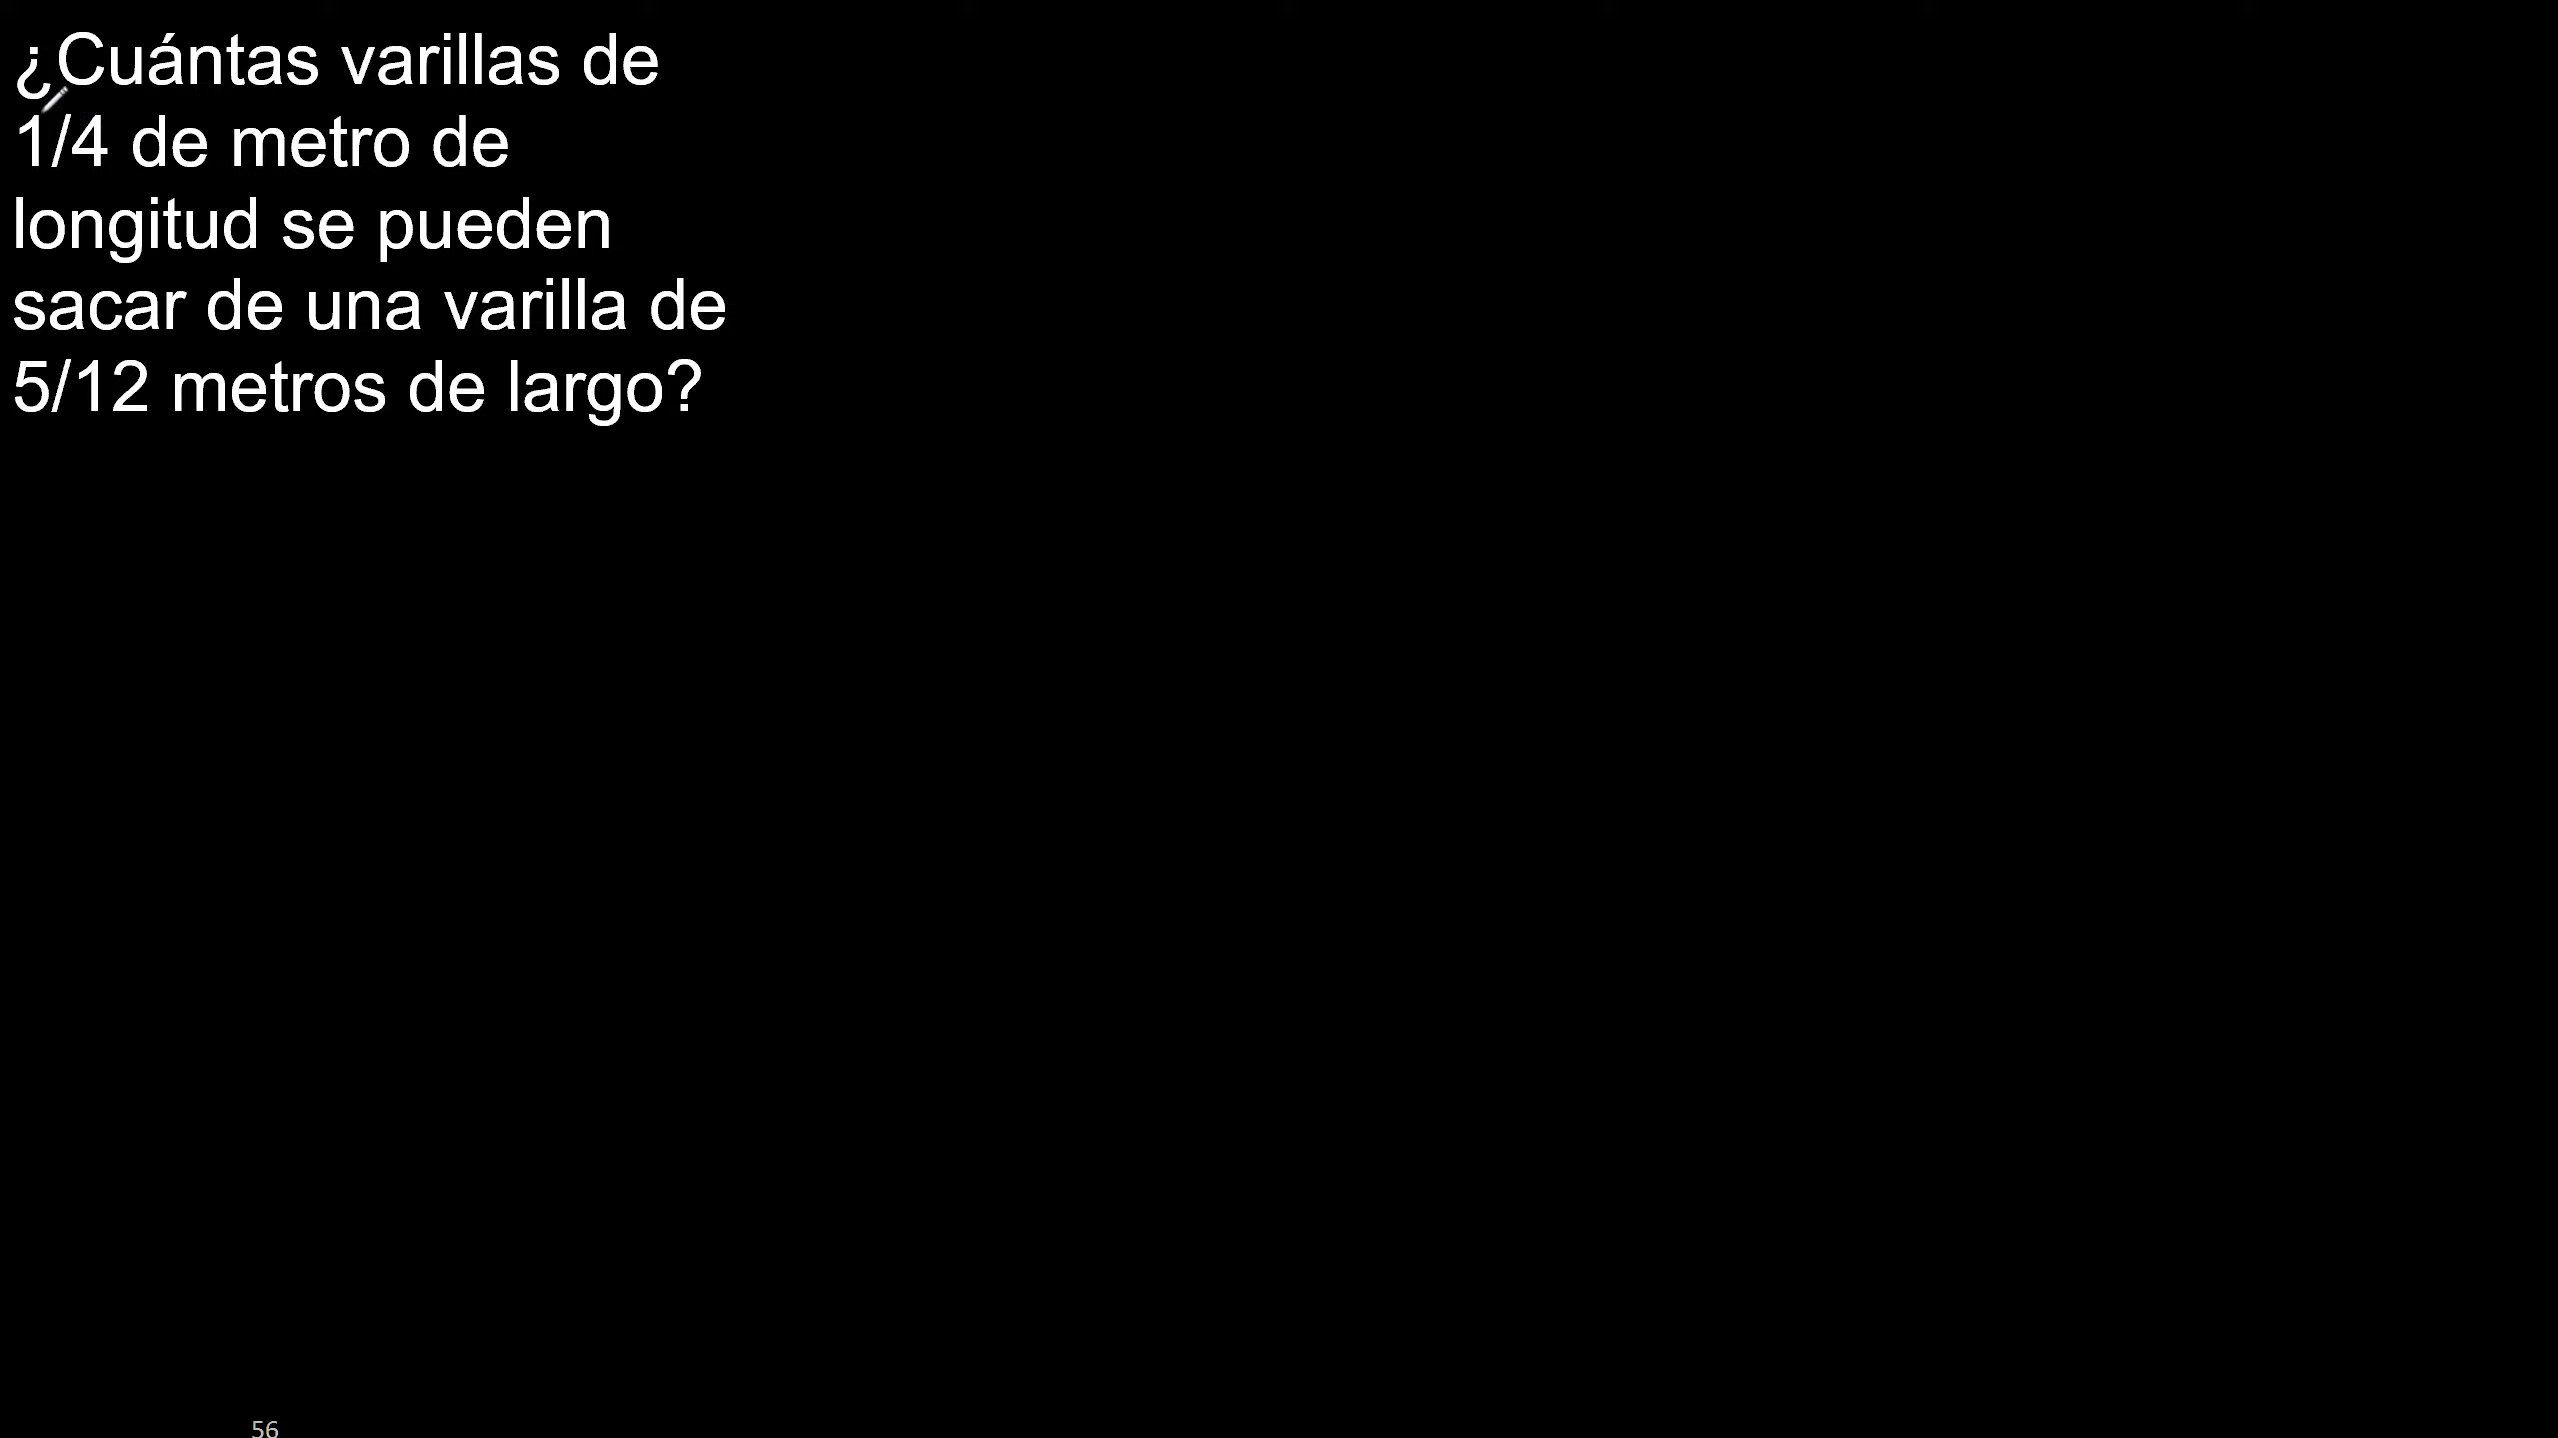 ¿Cuántas varillas de
1/4 de metro de
longitud se pueden
sacar de una varilla de
5/12 metros de largo?
56